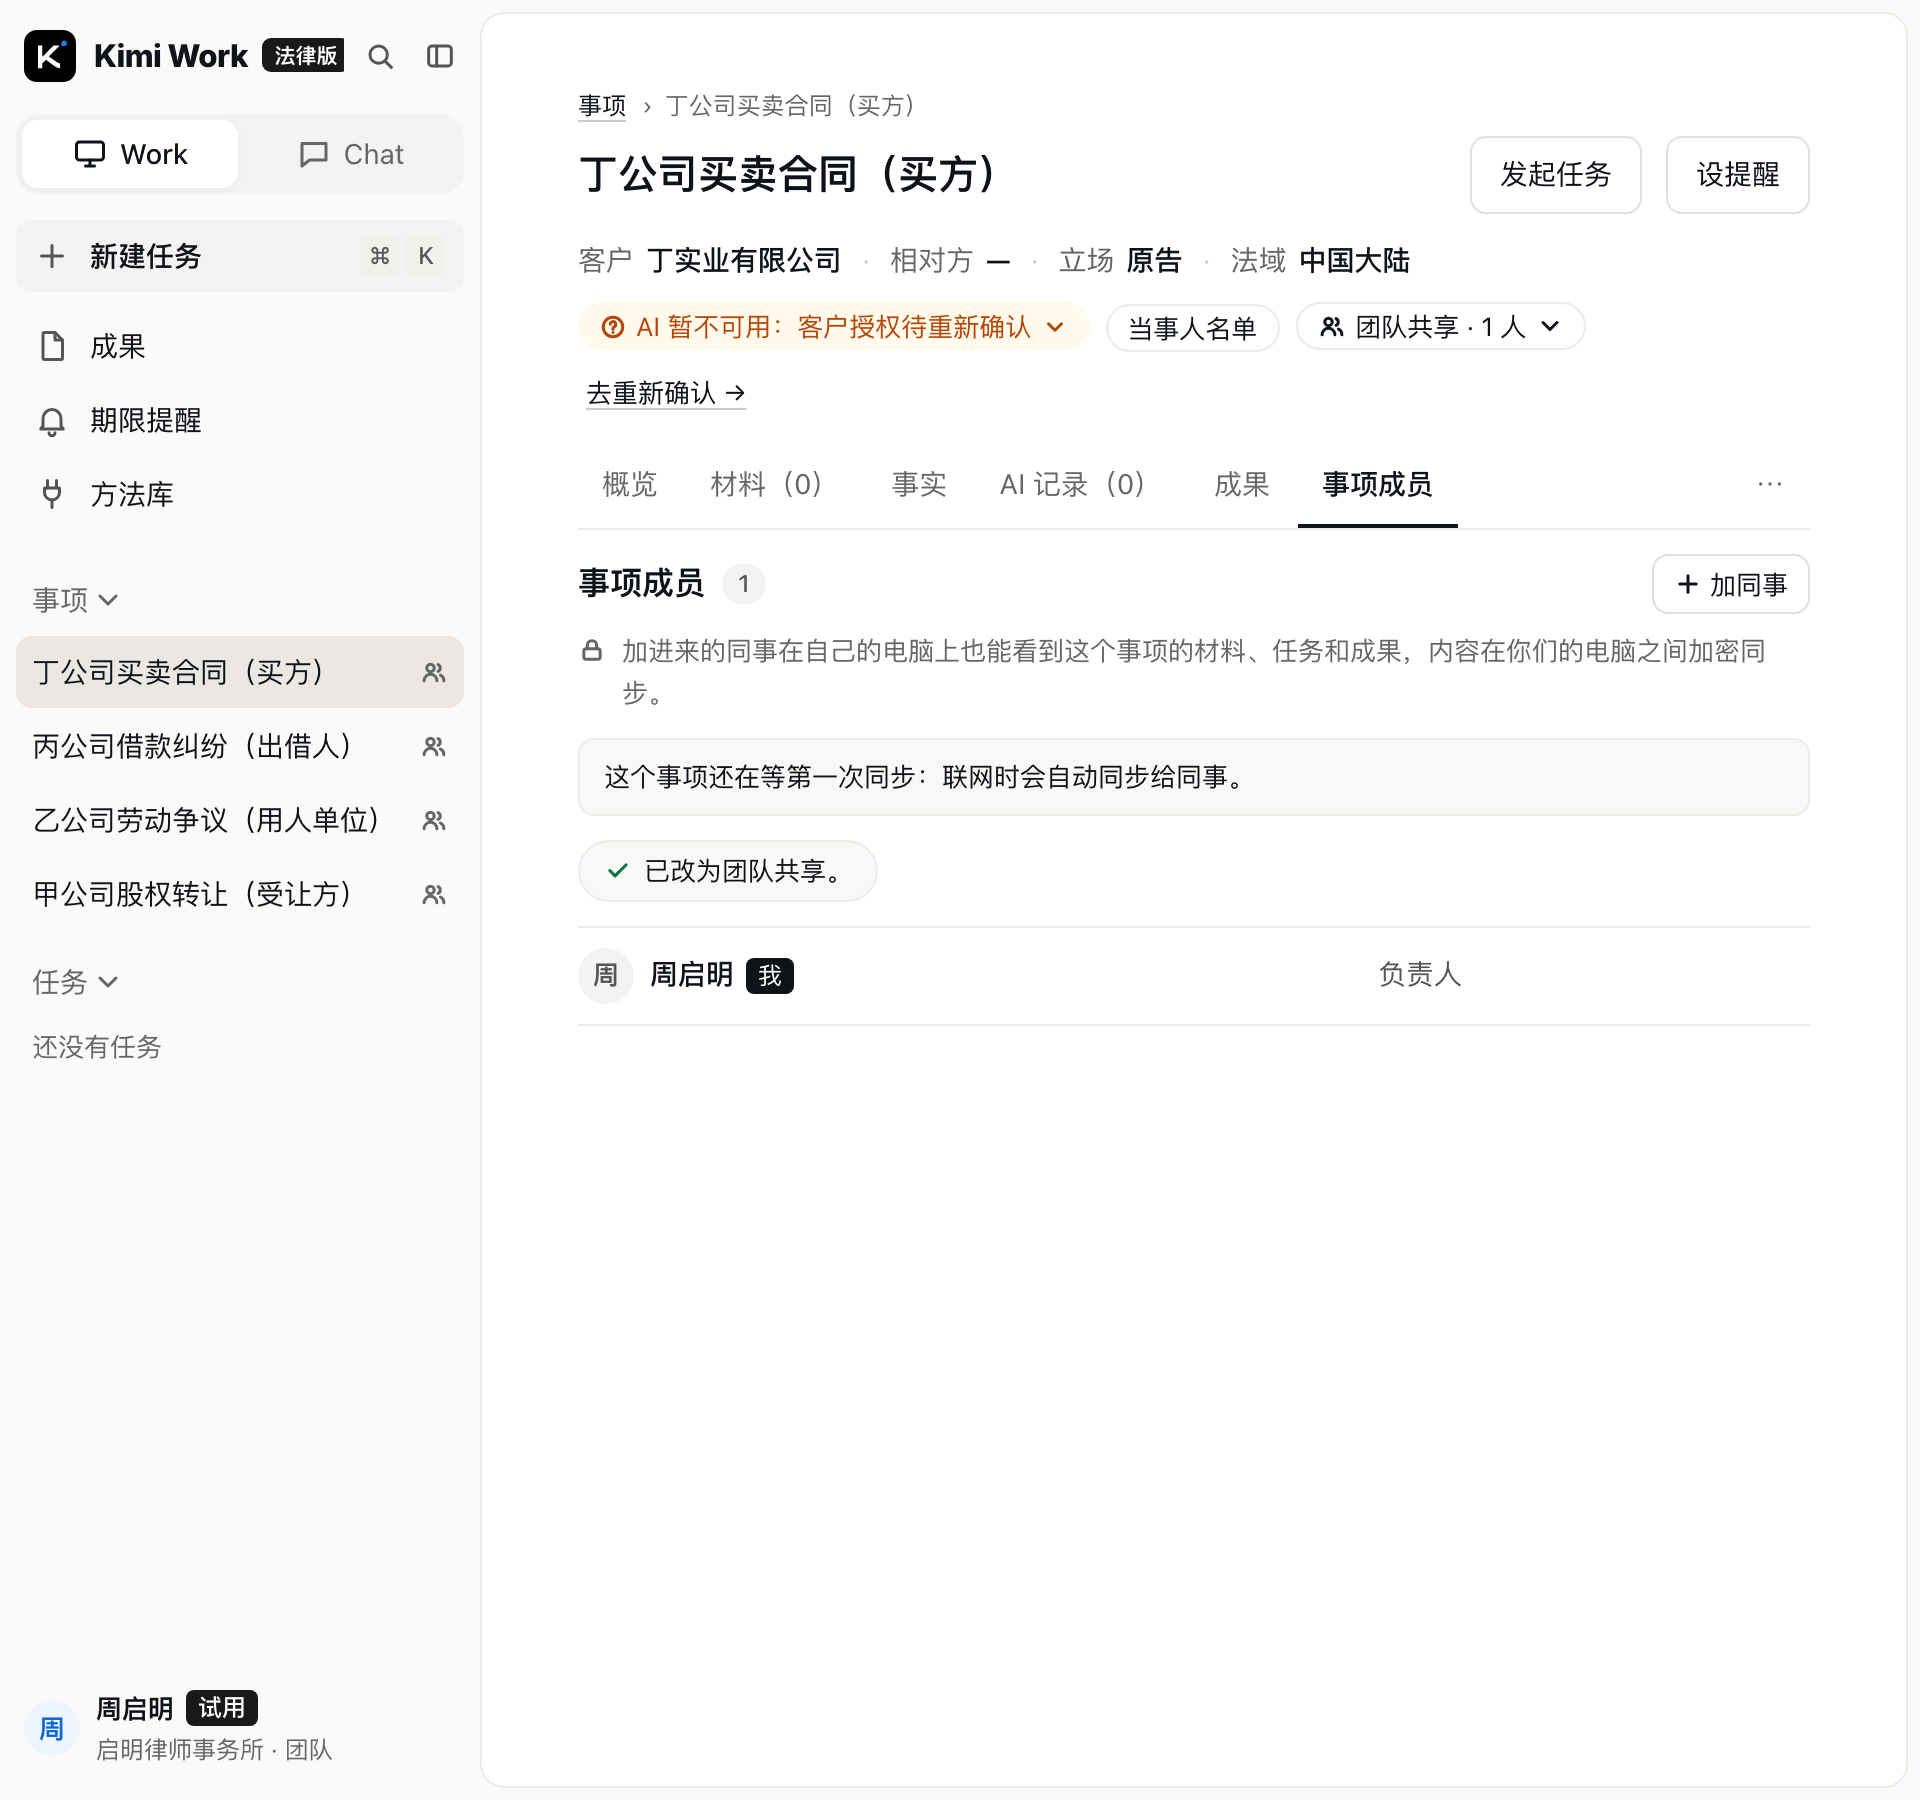 Kimi Work 法律版
Work
Chat
新建任务 ⌘ K
成果
期限提醒
方法库
事项
丁公司买卖合同（买方）
丙公司借款纠纷（出借人）
乙公司劳动争议（用人单位）
甲公司股权转让（受让方）
任务
还没有任务
周 周启明 试用
启明律师事务所 · 团队
事项 › 丁公司买卖合同（买方）
丁公司买卖合同（买方）
发起任务
设提醒
客户 丁实业有限公司 · 相对方 — · 立场 原告 · 法域 中国大陆
AI 暂不可用：客户授权待重新确认
当事人名单
团队共享 · 1 人
去重新确认 →
概览 材料（0） 事实 AI 记录（0） 成果 事项成员 ···
事项成员 1
+ 加同事
加进来的同事在自己的电脑上也能看到这个事项的材料、任务和成果，内容在你们的电脑之间加密同
步。
这个事项还在等第一次同步：联网时会自动同步给同事。
已改为团队共享。
周 周启明 我 负责人